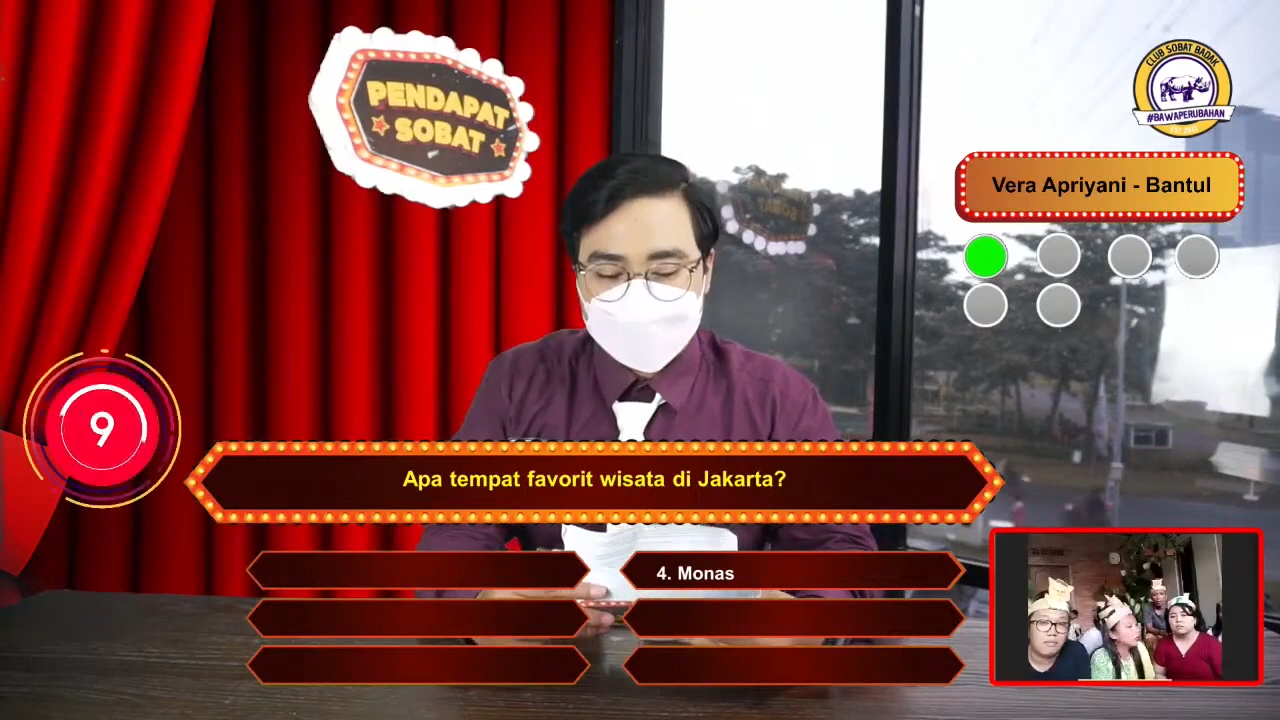 PENDAPAT
SOBAT
CLUB SOBAT BADAK
#BAWAPERUBAHAN
Vera Apriyani - Bantul
9
Apa tempat favorit wisata di Jakarta?
4. Monas